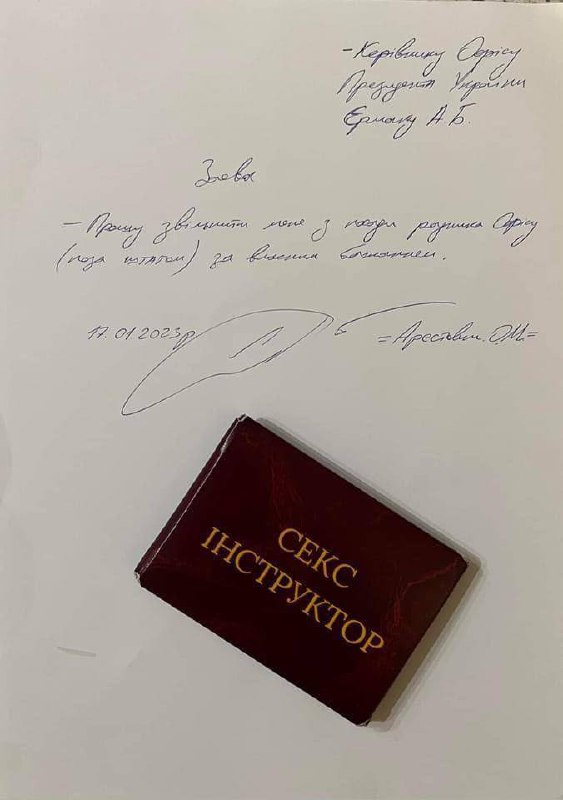 - Керівнику Офісу
Президента України
Єрмаку А.Б.
Заява
- Прошу звільнити мене з посади радника Офісу
(поза штатом) за власним бажанням.
17.01.2023р
=Арестович О.М.=
СЕКС
ІНСТРУКТОР